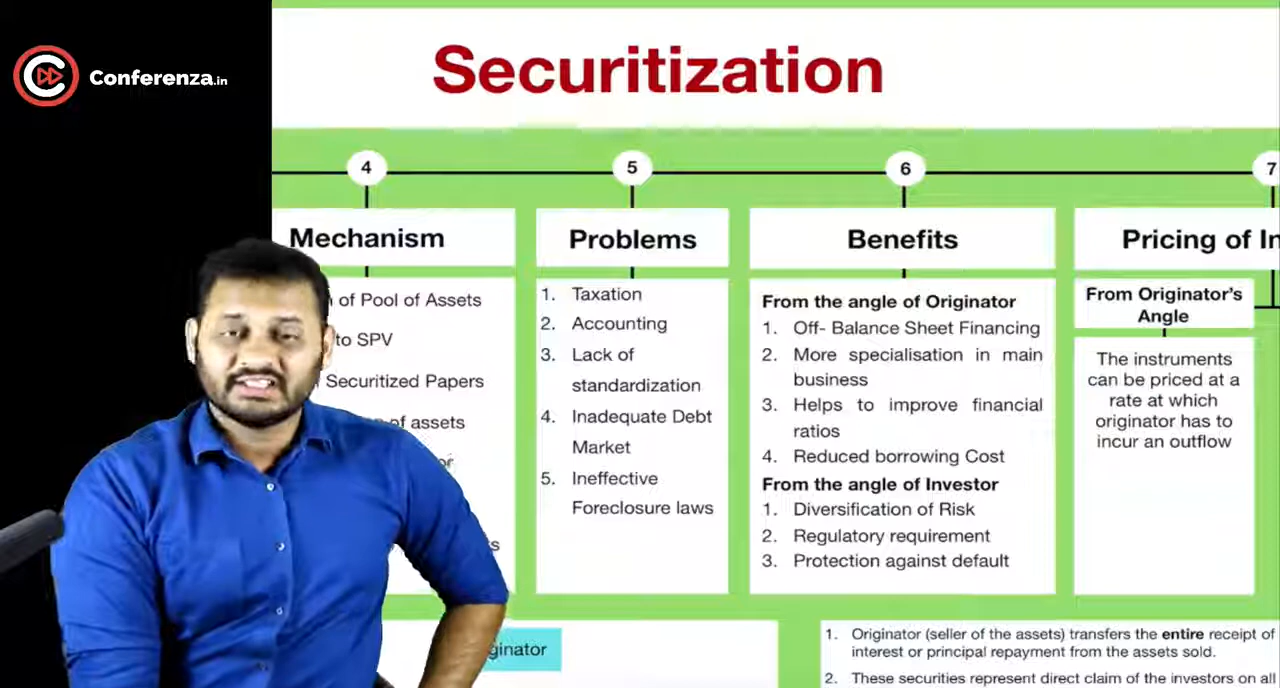 Conferenza.in
Securitization
4
5
6
7
Mechanism
of Pool of Assets
to SPV
Securitized Papers
of assets
Problems
1. Taxation
2. Accounting
3. Lack of
standardization
4. Inadequate Debt
Market
5. Ineffective
Foreclosure laws
Benefits
From the angle of Originator
1. Off- Balance Sheet Financing
2. More specialisation in main
business
3. Helps to improve financial
ratios
4. Reduced borrowing Cost
From the angle of Investor
1. Diversification of Risk
2. Regulatory requirement
3. Protection against default
Pricing of In
From Originator's
Angle
The instruments
can be priced at a
rate at which
originator has to
incur an outflow
ginator
1. Originator (seller of the assets) transfers the entire receipt of
interest or principal repayment from the assets sold.
2. These securities represent direct claim of the investors on all